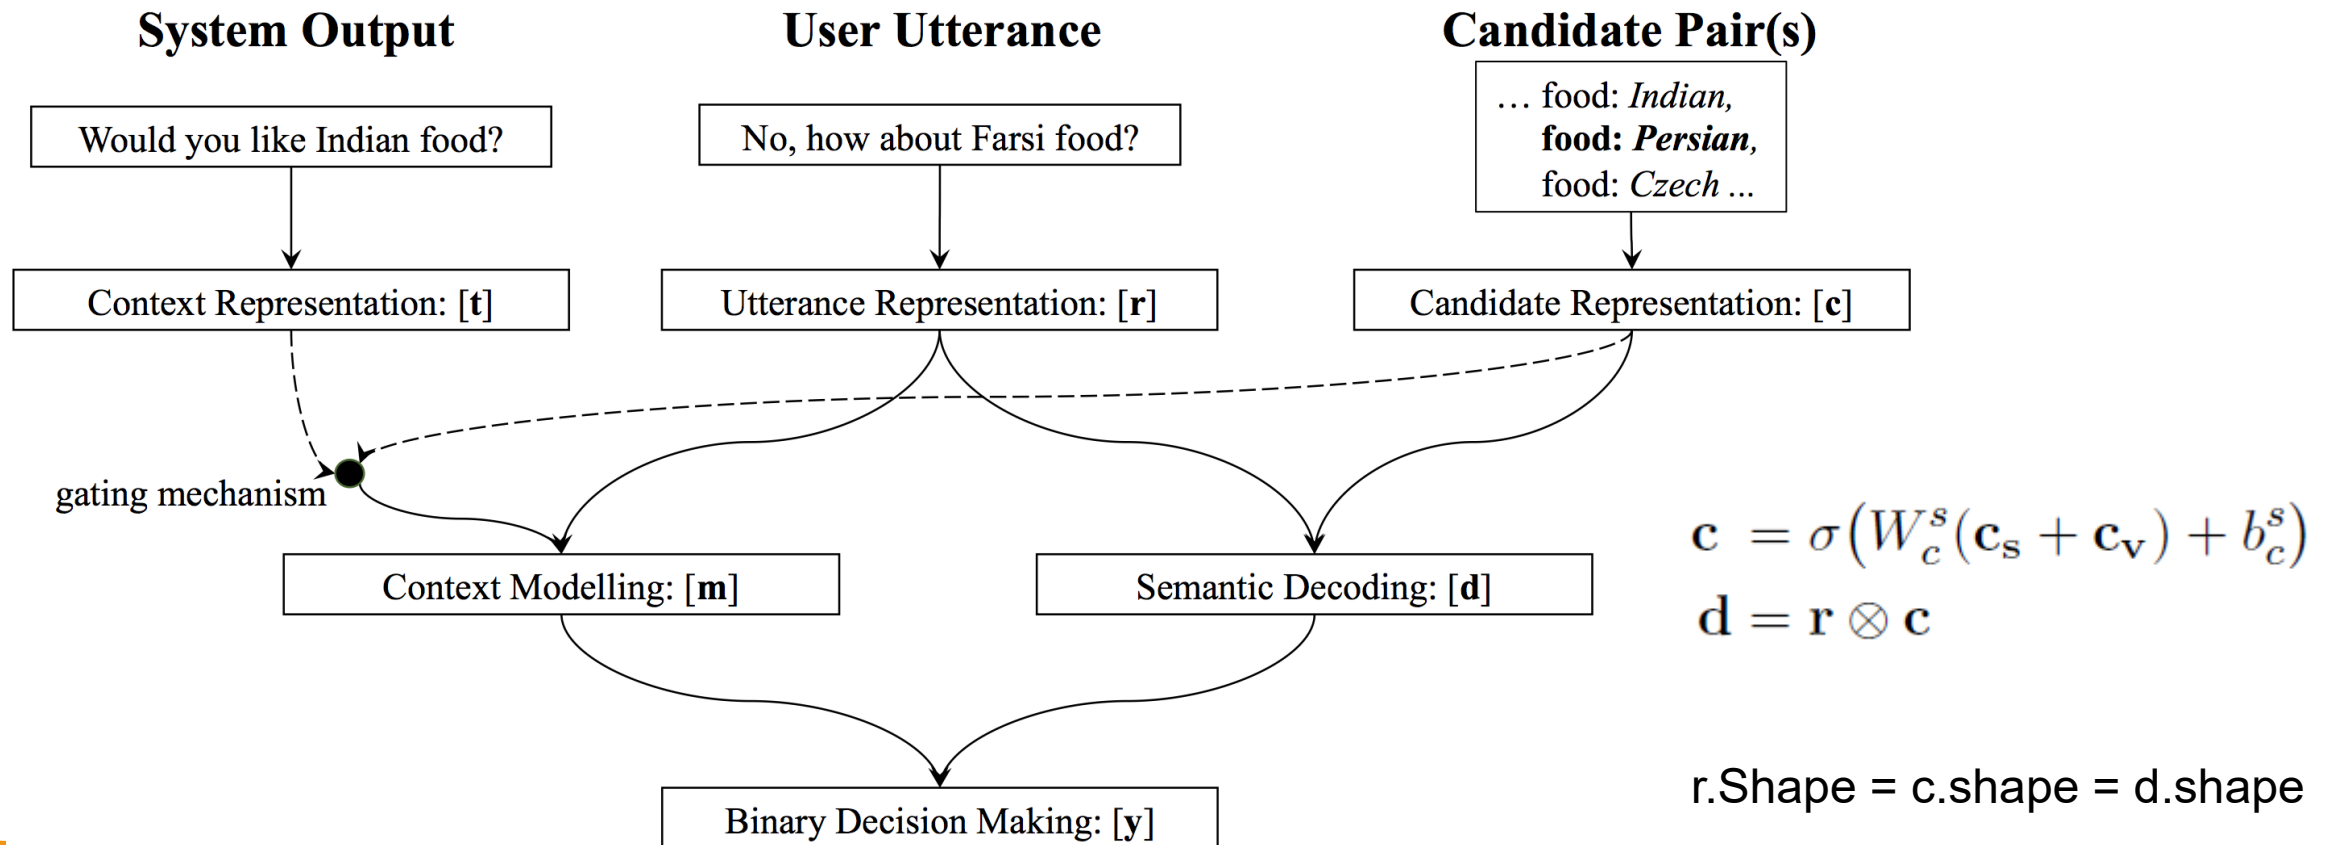 System Output
User Utterance
Candidate Pair(s)
Would you like Indian food?
No, how about Farsi food?
... food: Indian,
food: Persian,
food: Czech ...
Context Representation: [t]
Utterance Representation: [r]
Candidate Representation: [c]
gating mechanism
Context Modelling: [m]
Semantic Decoding: [d]
c = σ(W_c^s(c_s + c_v) + b_c^s)
d = r ⊗ c
r.Shape = c.shape = d.shape
Binary Decision Making: [y]